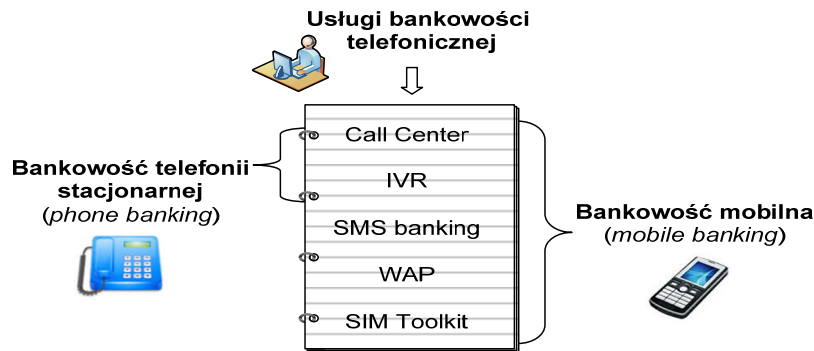 Usługi bankowości
telefonicznej
Call Center
IVR
SMS banking
WAP
SIM Toolkit
Bankowość telefonii
stacjonarnej
(phone banking)
Bankowość mobilna
(mobile banking)